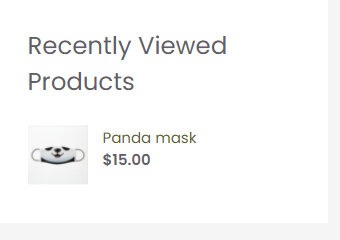 Recently Viewed
Products
Panda mask
$15.00